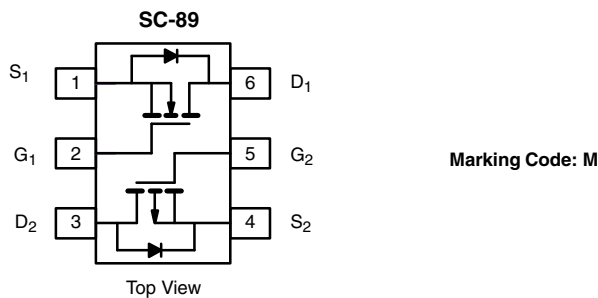 SC-89
S1 1 6 D1
G1 2 5 G2
Marking Code: M
D2 3 4 S2
Top View